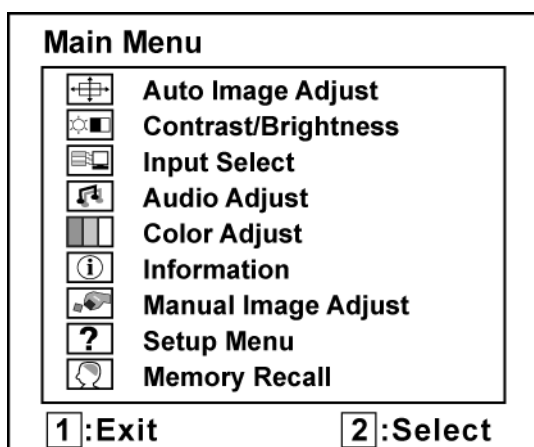 Main Menu
Auto Image Adjust
Contrast/Brightness
Input Select
Audio Adjust
Color Adjust
i Information
Manual Image Adjust
? Setup Menu
Memory Recall
1:Exit 2:Select